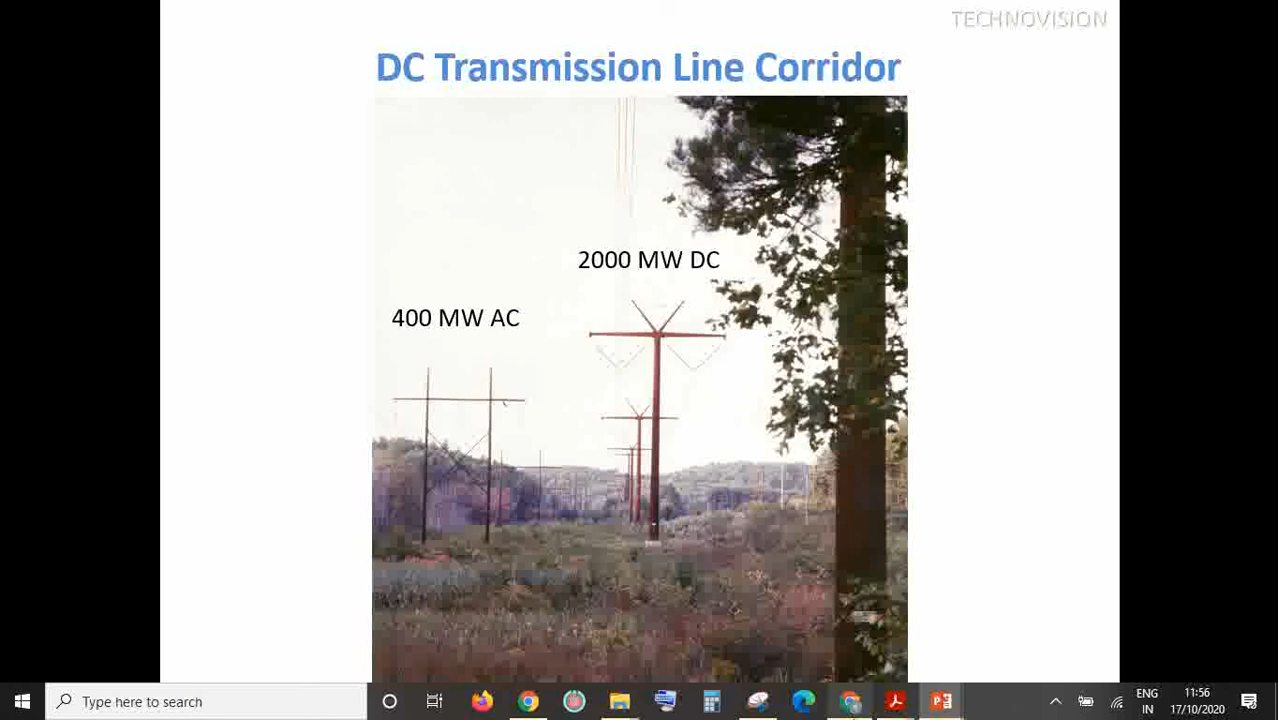 TECHNOVISION
DC Transmission Line Corridor
2000 MW DC
400 MW AC
Type here to search
ENG
IN
11:56
17/10/2020